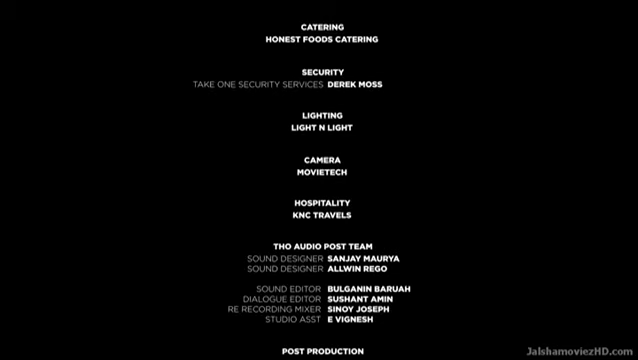 CATERING
HONEST FOODS CATERING
SECURITY
TAKE ONE SECURITY SERVICES DEREK MOSS
LIGHTING
LIGHT N LIGHT
CAMERA
MOVIETECH
HOSPITALITY
KNC TRAVELS
THO AUDIO POST TEAM
SOUND DESIGNER SANJAY MAURYA
SOUND DESIGNER ALLWIN REGO
SOUND EDITOR BULGANIN BARUAH
DIALOGUE EDITOR SUSHANT AMIN
RE RECORDING MIXER SINOY JOSEPH
STUDIO ASST E VIGNESH
POST PRODUCTION
JalshamoviezHD.com